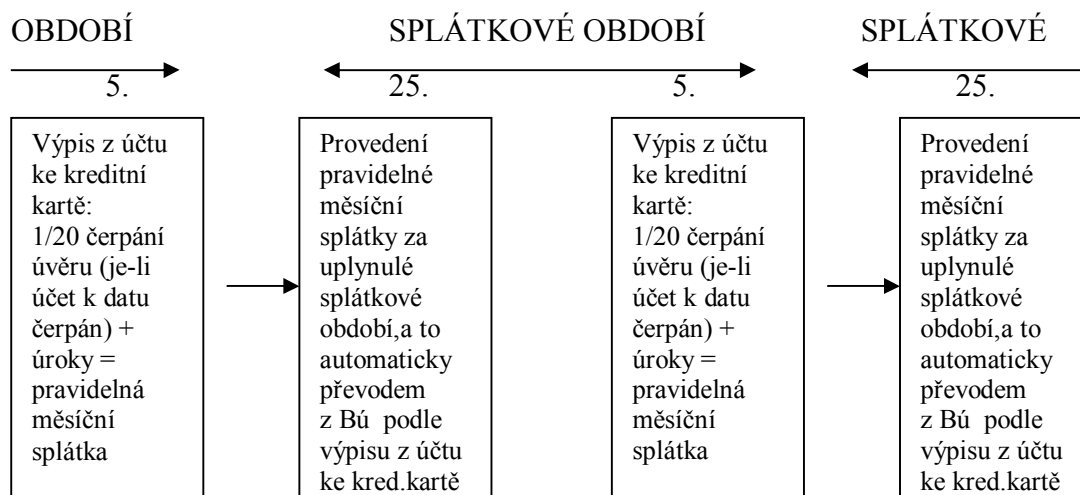 OBDOBÍ SPLÁTKOVÉ OBDOBÍ SPLÁTKOVÉ
5. 25. 5. 25.
Výpis z účtu
ke kreditní
kartě:
1/20 čerpání
úvěru (je-li
účet k datu
čerpán) +
úroky =
pravidelná
měsíční
splátka
Provedení
pravidelné
měsíční
splátky za
uplynulé
splátkové
období,a to
automaticky
převodem
z Bú podle
výpisu z účtu
ke kred.kartě
Výpis z účtu
ke kreditní
kartě:
1/20 čerpání
úvěru (je-li
účet k datu
čerpán) +
úroky =
pravidelná
měsíční
splátka
Provedení
pravidelné
měsíční
splátky za
uplynulé
splátkové
období,a to
automaticky
převodem
z Bú podle
výpisu z účtu
ke kred.kartě